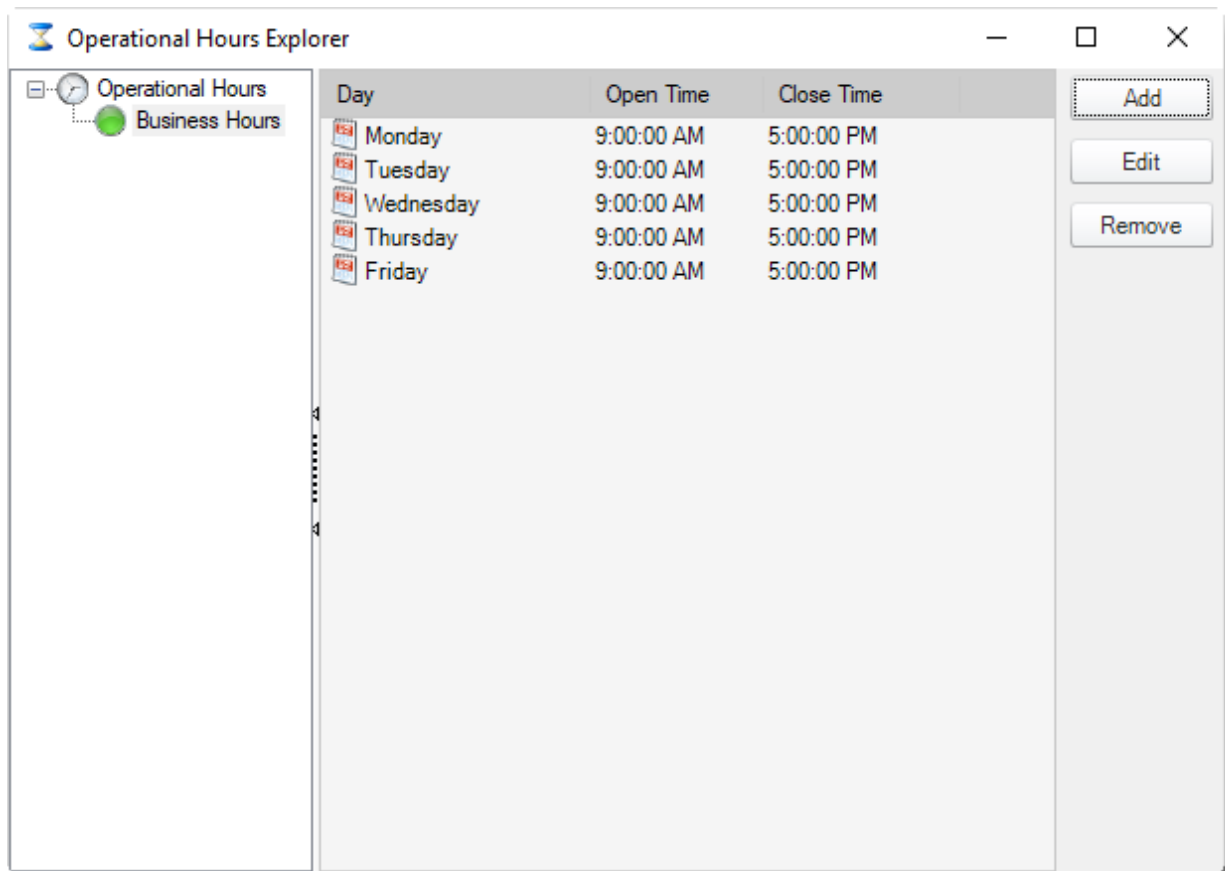 Operational Hours Explorer
Operational Hours
Business Hours
Day Open Time Close Time
Monday 9:00:00 AM 5:00:00 PM
Tuesday 9:00:00 AM 5:00:00 PM
Wednesday 9:00:00 AM 5:00:00 PM
Thursday 9:00:00 AM 5:00:00 PM
Friday 9:00:00 AM 5:00:00 PM
Add
Edit
Remove